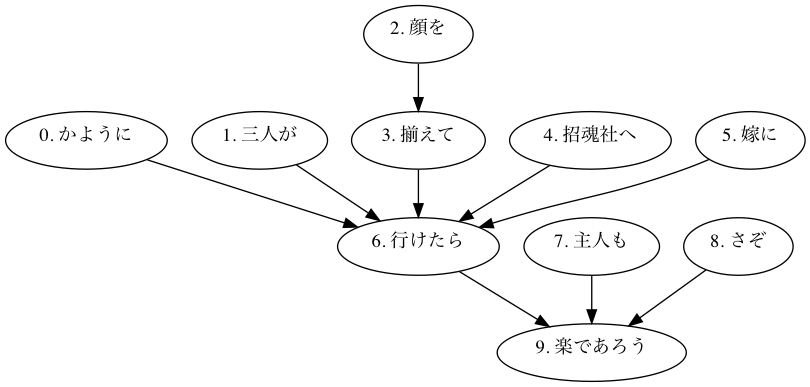 2. 顔を
0. かように
1. 三人が
3. 揃えて
4. 招魂社へ
5. 嫁に
6. 行けたら
7. 主人も
8. さぞ
9. 楽であろう